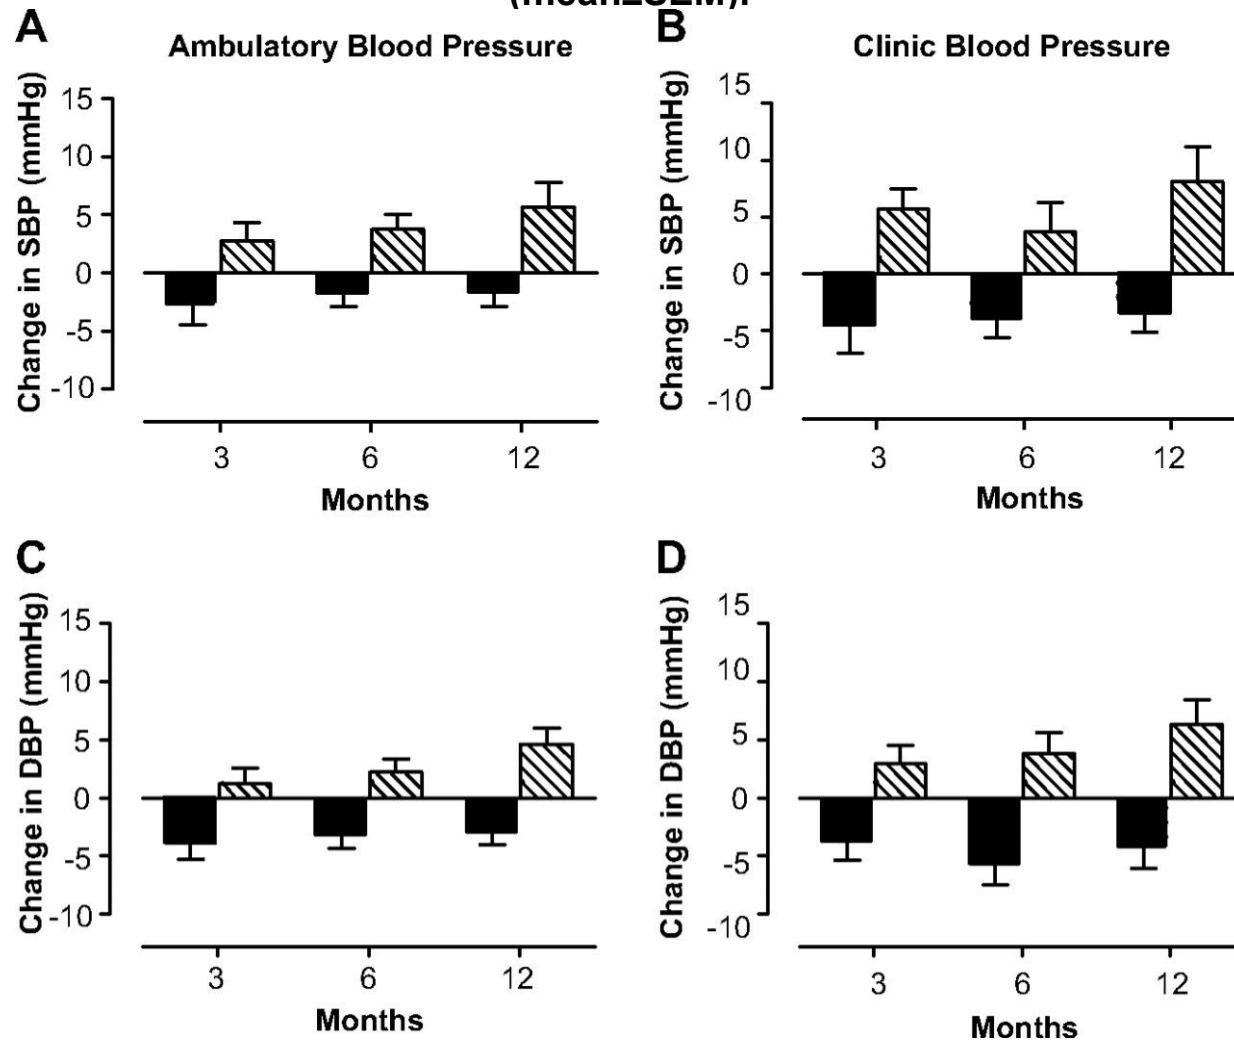 (mean±SEM).
A
Ambulatory Blood Pressure
Change in SBP (mmHg)
15
10
5
0
-5
-10
3 6 12
Months
B
Clinic Blood Pressure
Change in SBP (mmHg)
15
10
5
0
-5
-10
3 6 12
Months
C
Change in DBP (mmHg)
15
10
5
0
-5
-10
3 6 12
Months
D
Change in DBP (mmHg)
15
10
5
0
-5
-10
3 6 12
Months